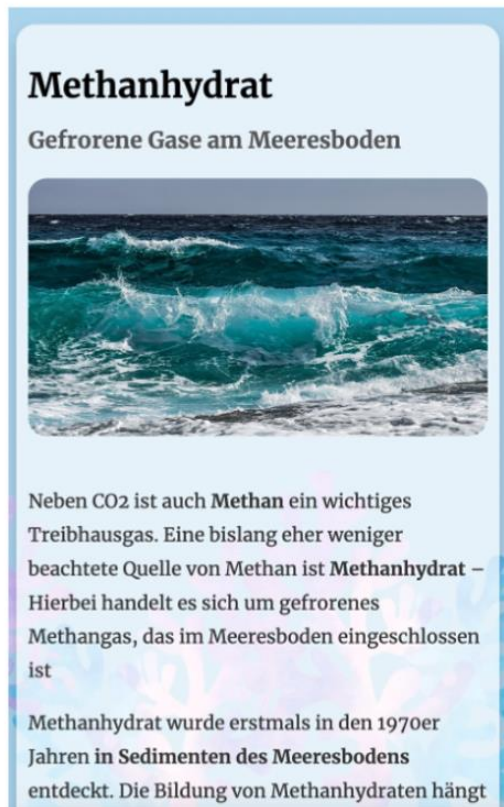 Methanhydrat
Gefrorene Gase am Meeresboden
Neben CO2 ist auch Methan ein wichtiges
Treibhausgas. Eine bislang eher weniger
beachtete Quelle von Methan ist Methanhydrat –
Hierbei handelt es sich um gefrorenes
Methangas, das im Meeresboden eingeschlossen
ist
Methanhydrat wurde erstmals in den 1970er
Jahren in Sedimenten des Meeresbodens
entdeckt. Die Bildung von Methanhydraten hängt